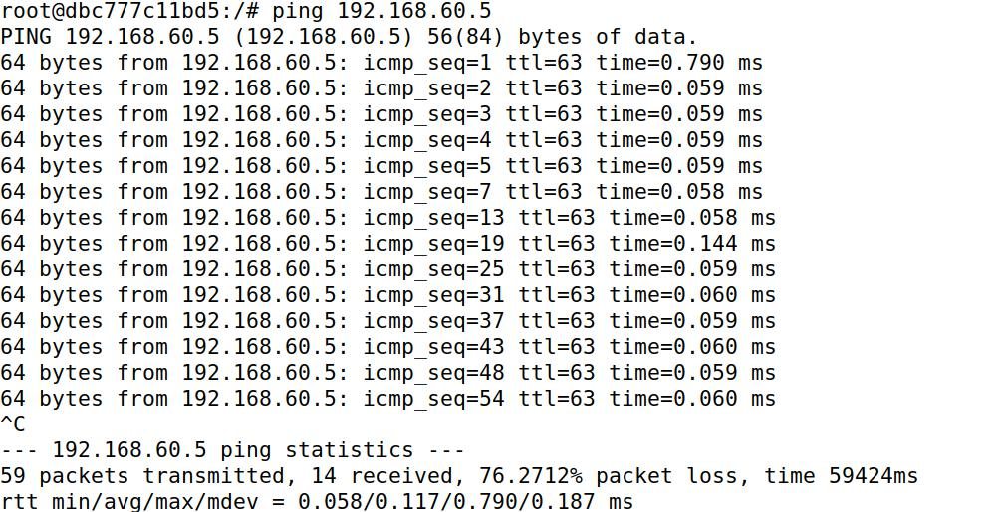 root@dbc777c11bd5:/# ping 192.168.60.5
PING 192.168.60.5 (192.168.60.5) 56(84) bytes of data.
64 bytes from 192.168.60.5: icmp_seq=1 ttl=63 time=0.790 ms
64 bytes from 192.168.60.5: icmp_seq=2 ttl=63 time=0.059 ms
64 bytes from 192.168.60.5: icmp_seq=3 ttl=63 time=0.059 ms
64 bytes from 192.168.60.5: icmp_seq=4 ttl=63 time=0.059 ms
64 bytes from 192.168.60.5: icmp_seq=5 ttl=63 time=0.059 ms
64 bytes from 192.168.60.5: icmp_seq=7 ttl=63 time=0.058 ms
64 bytes from 192.168.60.5: icmp_seq=13 ttl=63 time=0.058 ms
64 bytes from 192.168.60.5: icmp_seq=19 ttl=63 time=0.144 ms
64 bytes from 192.168.60.5: icmp_seq=25 ttl=63 time=0.059 ms
64 bytes from 192.168.60.5: icmp_seq=31 ttl=63 time=0.060 ms
64 bytes from 192.168.60.5: icmp_seq=37 ttl=63 time=0.059 ms
64 bytes from 192.168.60.5: icmp_seq=43 ttl=63 time=0.060 ms
64 bytes from 192.168.60.5: icmp_seq=48 ttl=63 time=0.059 ms
64 bytes from 192.168.60.5: icmp_seq=54 ttl=63 time=0.060 ms
^C
--- 192.168.60.5 ping statistics ---
59 packets transmitted, 14 received, 76.2712% packet loss, time 59424ms
rtt min/avg/max/mdev = 0.058/0.117/0.790/0.187 ms